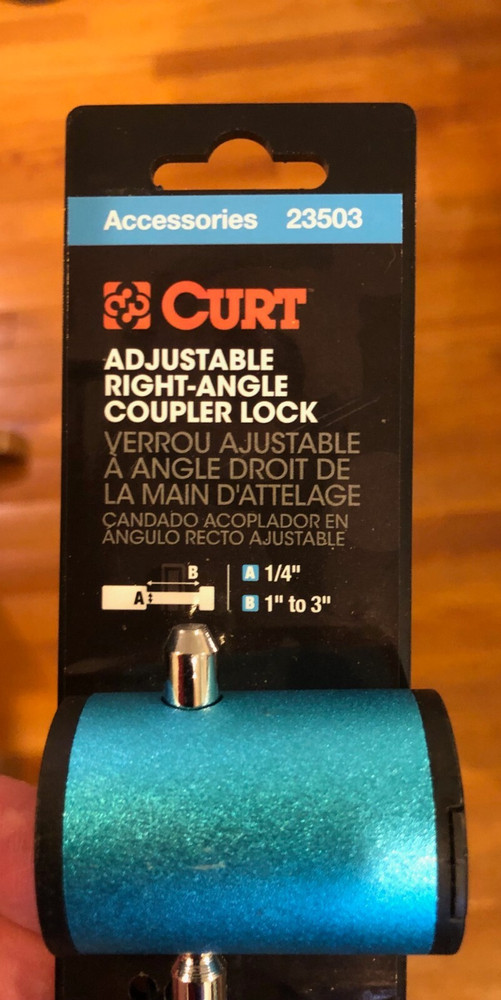 Accessories 23503
CURT
ADJUSTABLE
RIGHT-ANGLE
COUPLER LOCK
VERROU AJUSTABLE
À ANGLE DROIT DE
LA MAIN D'ATTELAGE
CANDADO ACOPLADOR EN
ÁNGULO RECTO AJUSTABLE
B A 1/4"
A B 1" to 3"